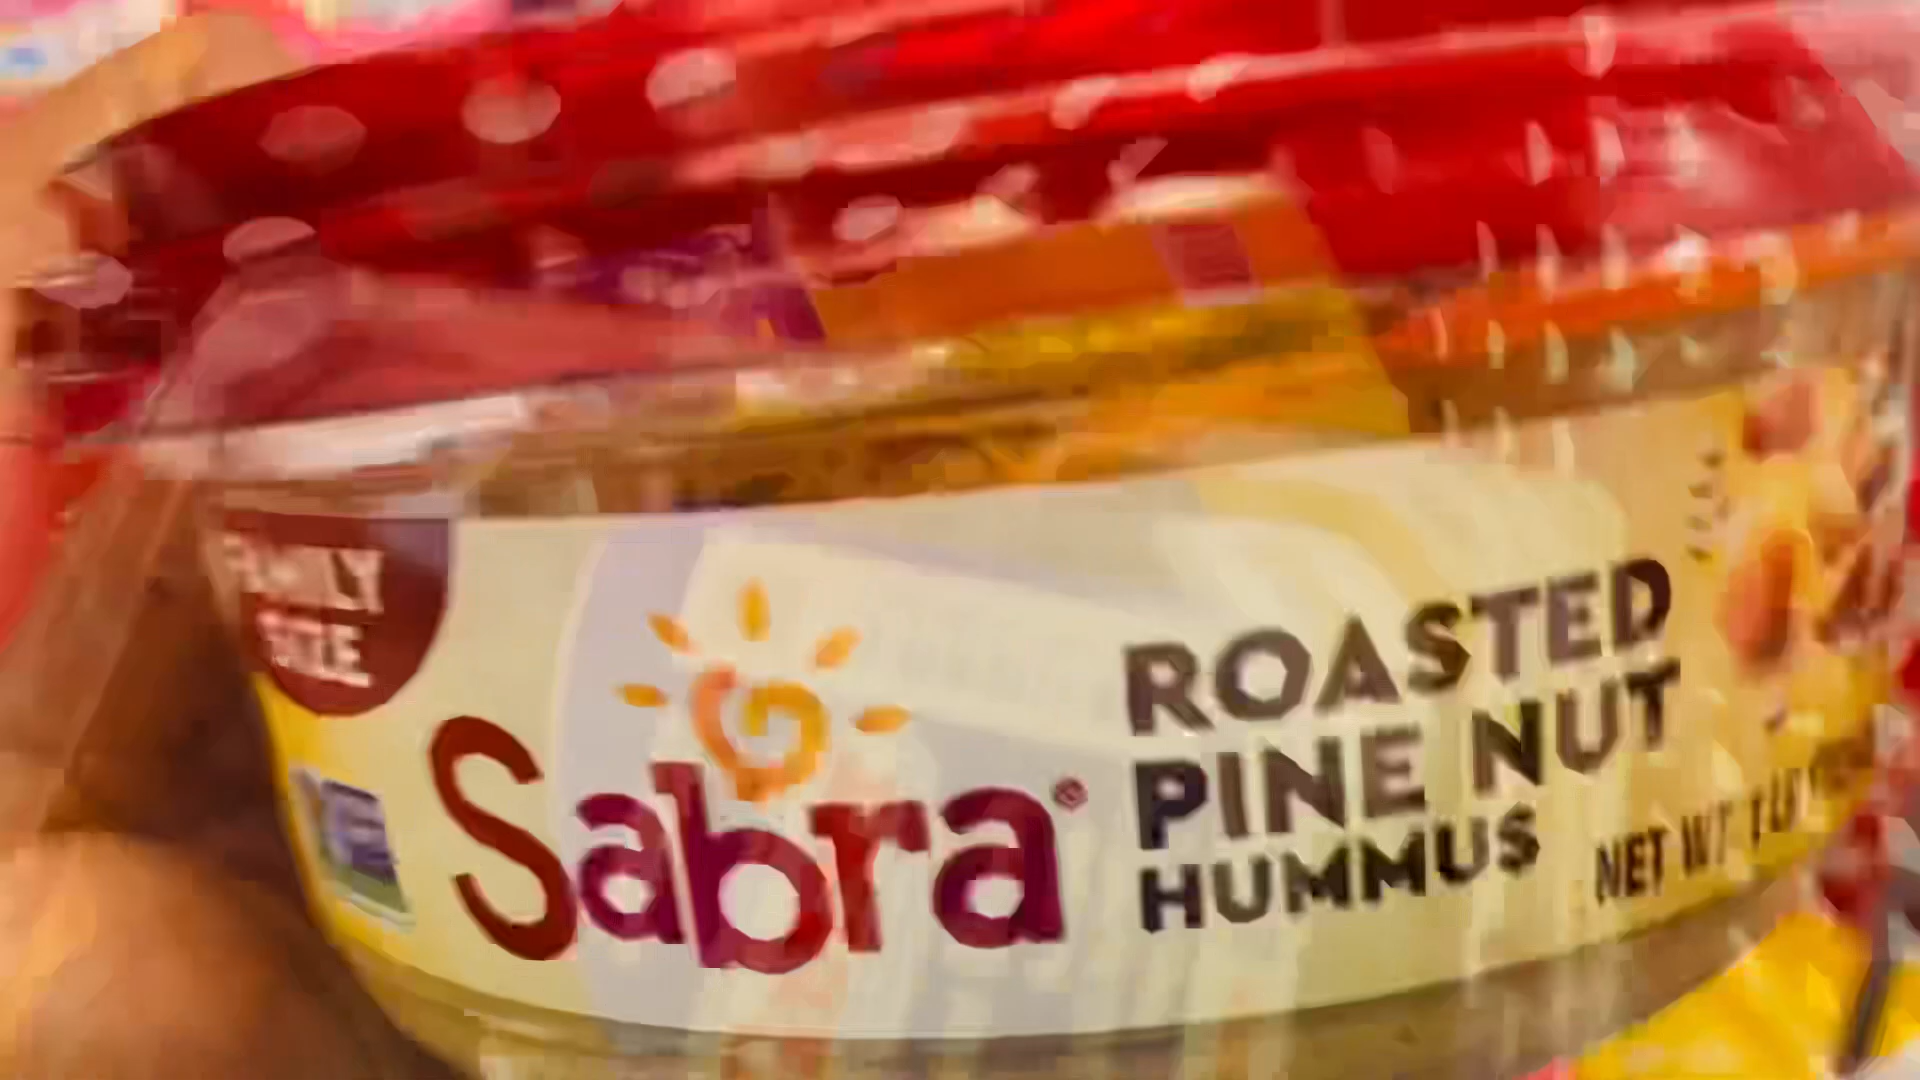 FAMILY
SIZE
Sabra®
ROASTED
PINE NUT
HUMMUS
NET WT